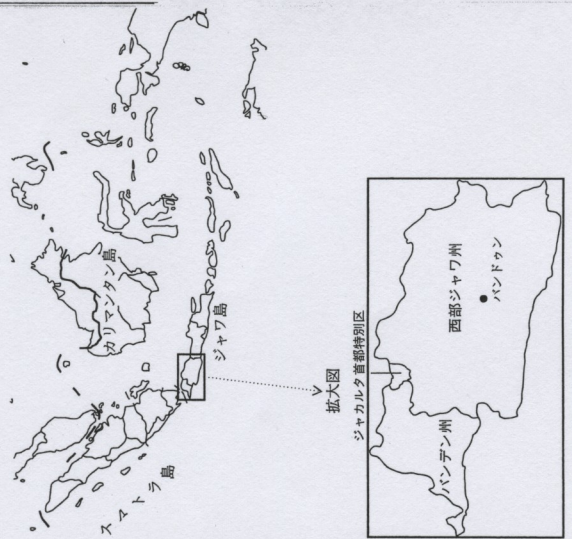 カリマンタン島
スマトラ島
ジャワ島
拡大図
ジャカルタ首都特別区
バンテン州
西部ジャワ州
バンドゥン